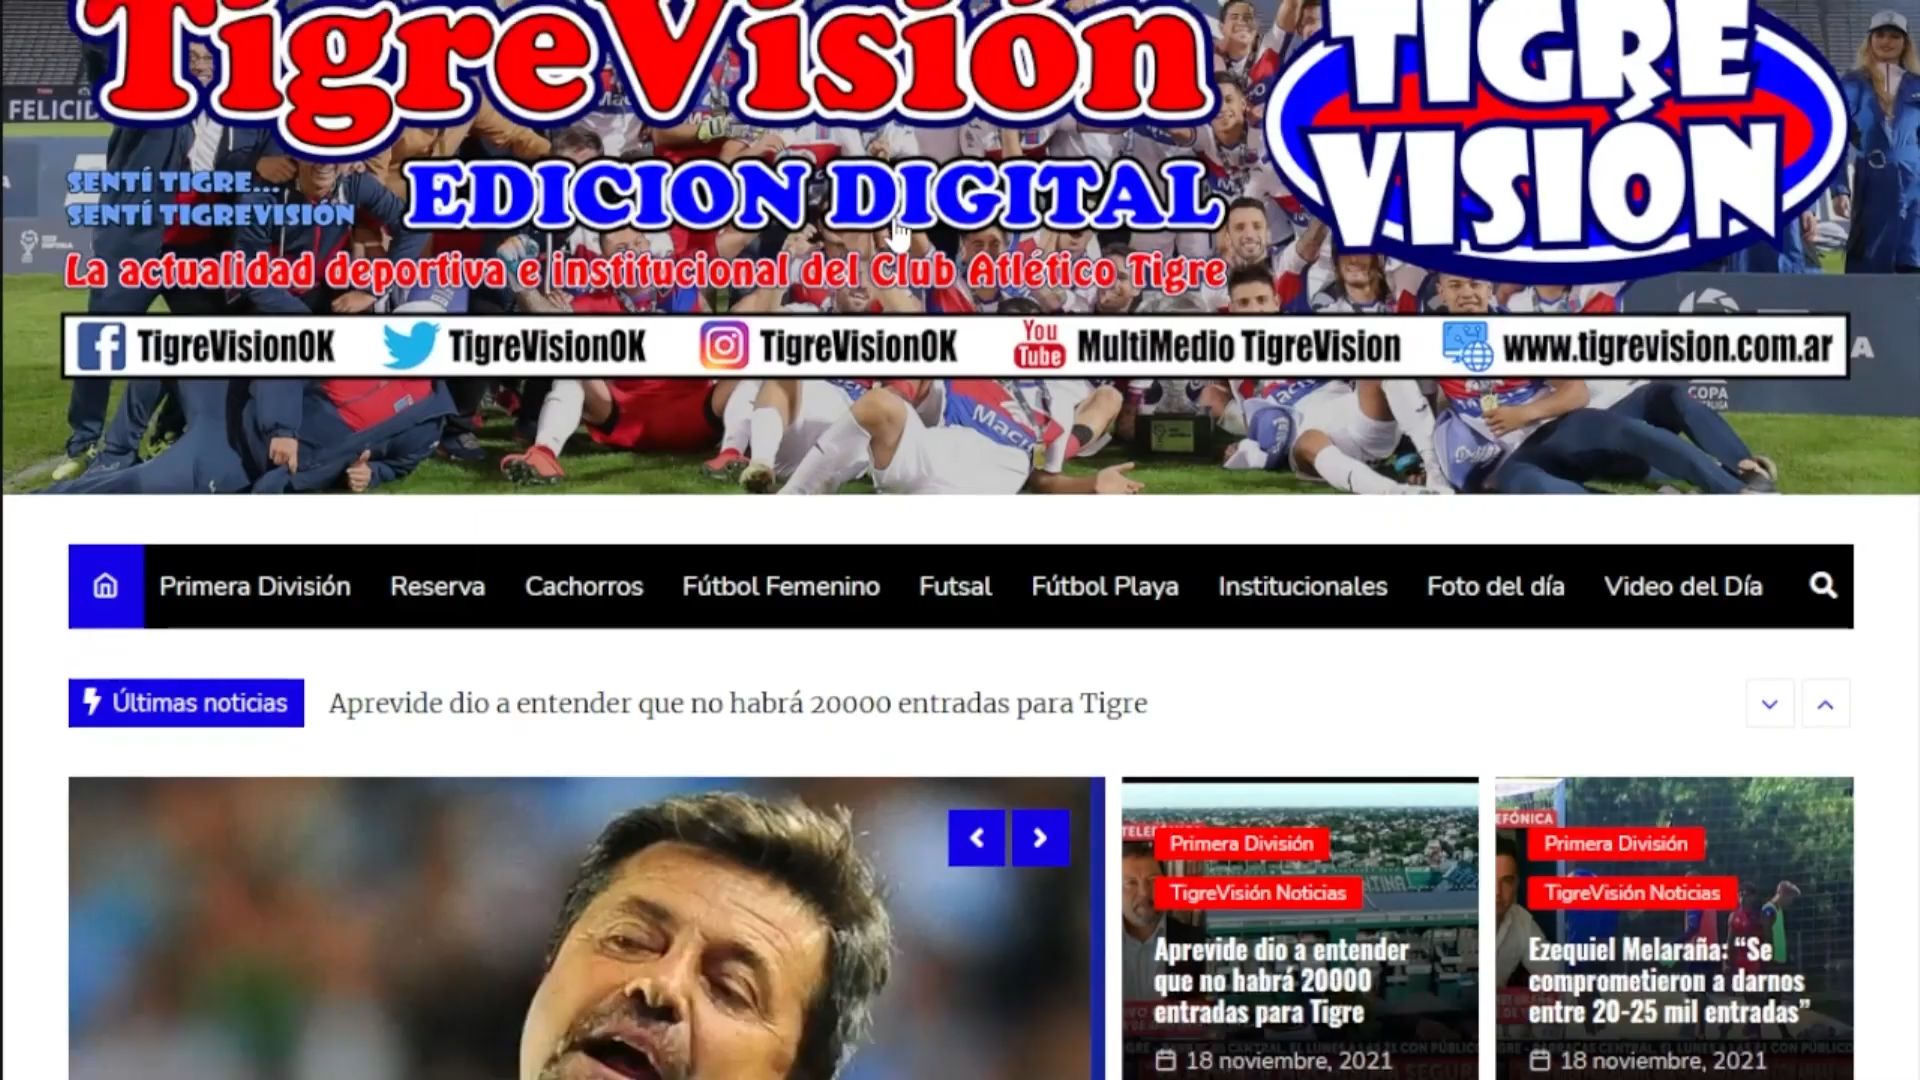 TigreVisión
TIGRE
VISIÓN
FELICID
SENTÍ TIGRE...
SENTÍ TIGREVISIÓN
EDICION DIGITAL
La actualidad deportiva e institucional del Club Atlético Tigre
TigreVisionOK
TigreVisionOK
TigreVisionOK
You
Tube
MultiMedio TigreVision
www.tigrevision.com.ar
COPA
Macro
Primera División
Reserva
Cachorros
Fútbol Femenino
Futsal
Fútbol Playa
Institucionales
Foto del día
Video del Día
Últimas noticias
Aprevide dio a entender que no habrá 20000 entradas para Tigre
Primera División
TigreVisión Noticias
Aprevide dio a entender
que no habrá 20000
entradas para Tigre
18 noviembre, 2021
EFÓNICA
Primera División
TigreVisión Noticias
Ezequiel Melaraña: “Se
comprometieron a darnos
entre 20-25 mil entradas”
18 noviembre, 2021